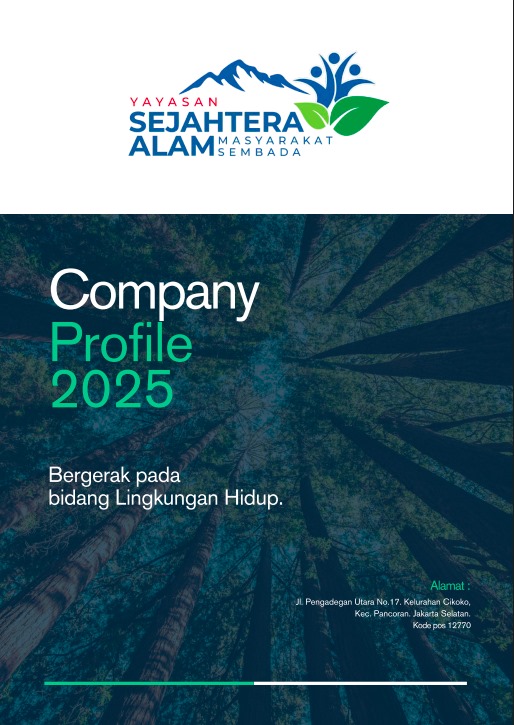 YAYASAN
SEJAHTERA
ALAM MASYARAKAT
SEMBADA
Company
Profile
2025
Bergerak pada
bidang Lingkungan Hidup.
Alamat :
Jl. Pengadegan Utara No.17. Kelurahan Cikoko,
Kec. Pancoran. Jakarta Selatan.
Kode pos 12770